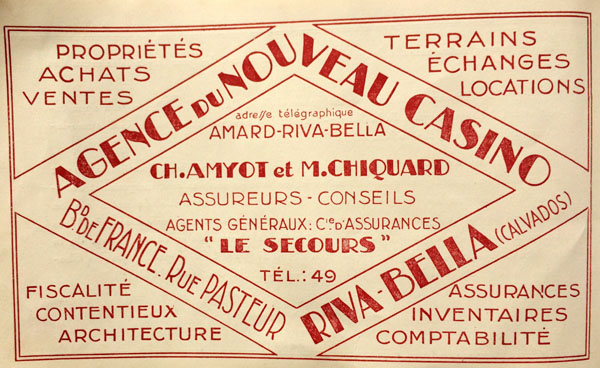 PROPRIÉTÉS
ACHATS
VENTES
TERRAINS
ÉCHANGES
LOCATIONS
AGENCE DU NOUVEAU CASINO
adresse télégraphique
AMARD-RIVA-BELLA
CH. AMYOT et M. CHIQUARD
ASSUREURS - CONSEILS
AGENTS GÉNÉRAUX: Cie D'ASSURANCES
"LE SECOURS"
TÉL.: 49
BD. DE FRANCE. RUE PASTEUR
RIVA-BELLA (CALVADOS)
FISCALITÉ
CONTENTIEUX
ARCHITECTURE
ASSURANCES
INVENTAIRES
COMPTABILITÉ